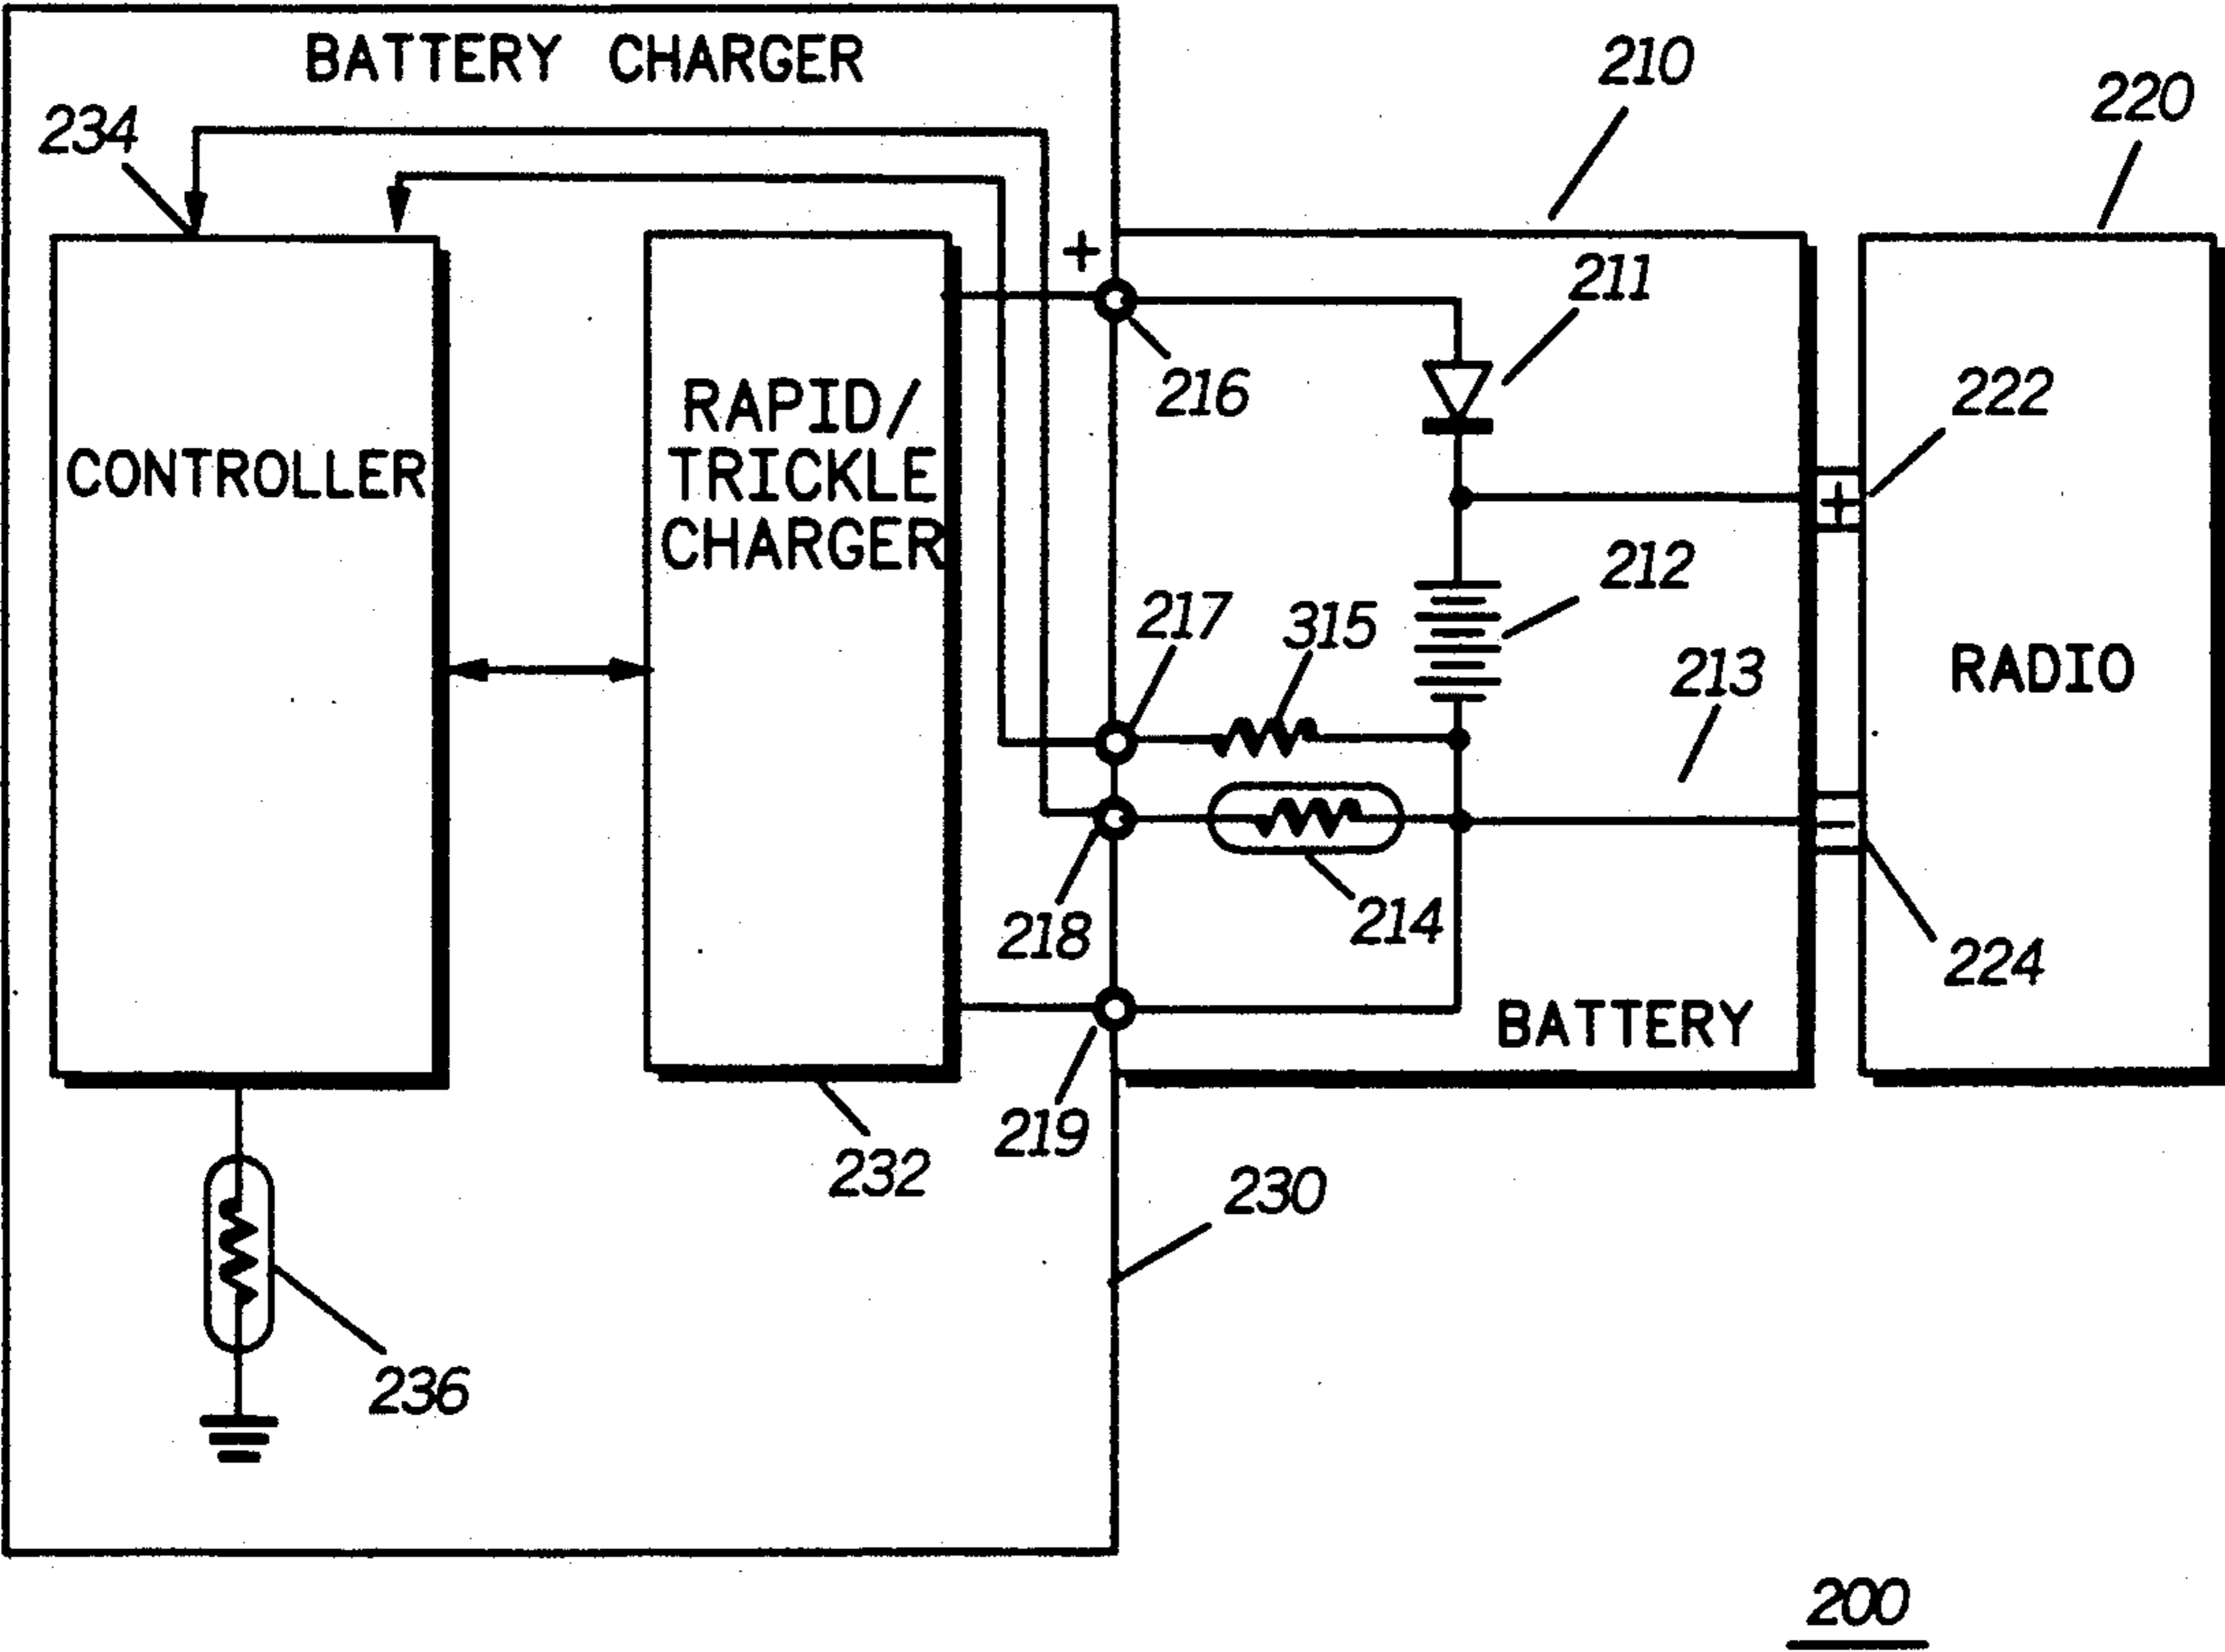 BATTERY CHARGER
210
220
234
+
211
216
222
RAPID/
TRICKLE
CHARGER
CONTROLLER
+
212
217
315
213
RADIO
218
214
224
BATTERY
219
232
230
236
200